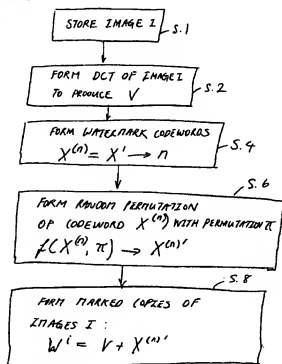 STORE IMAGE I
S.1
FORM DCT OF IMAGE I
TO PRODUCE V
S.2
FORM WATERMARK CODEWORDS
X⁽ⁿ⁾ = X' → n
S.4
S.6
FORM RANDOM PERMUTATION
OF CODEWORD X⁽ⁿ⁾ WITH PERMUTATION π
f(X⁽ⁿ⁾, π) → X⁽ⁿ⁾'
S.8
FORM MARKED COPIES OF
IMAGES I :
Wⁱ = V + X⁽ⁿ⁾'